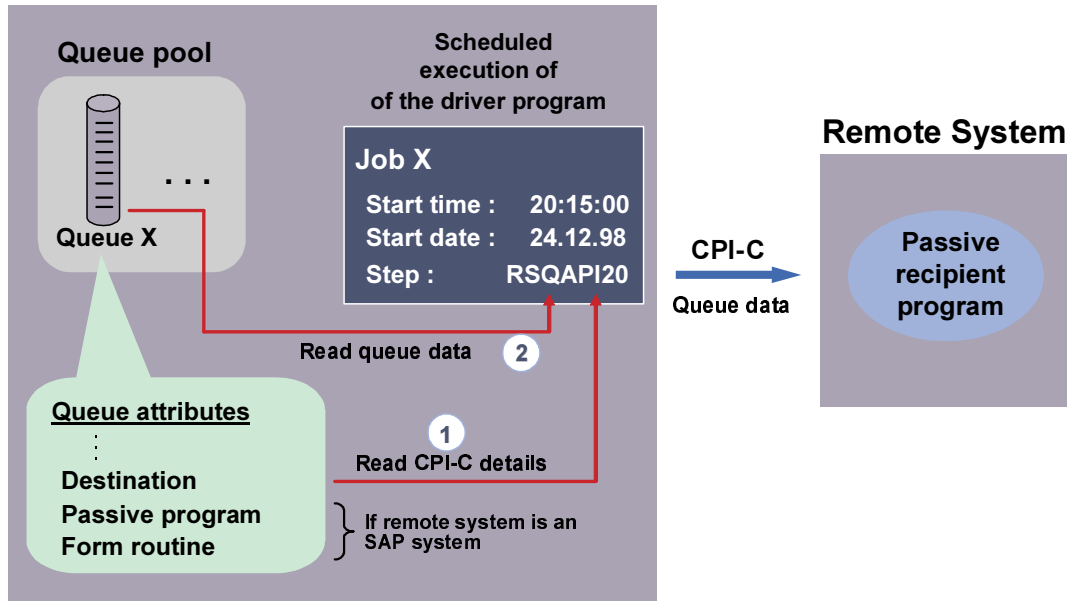 Queue pool
. . .
Queue X
Scheduled
execution of
of the driver program
Job X
Start time : 20:15:00
Start date : 24.12.98
Step : RSQAPI20
Read queue data 2
Queue attributes
1
Read CPI-C details
Destination
Passive program
Form routine
If remote system is an
SAP system
CPI-C
Queue data
Remote System
Passive
recipient
program